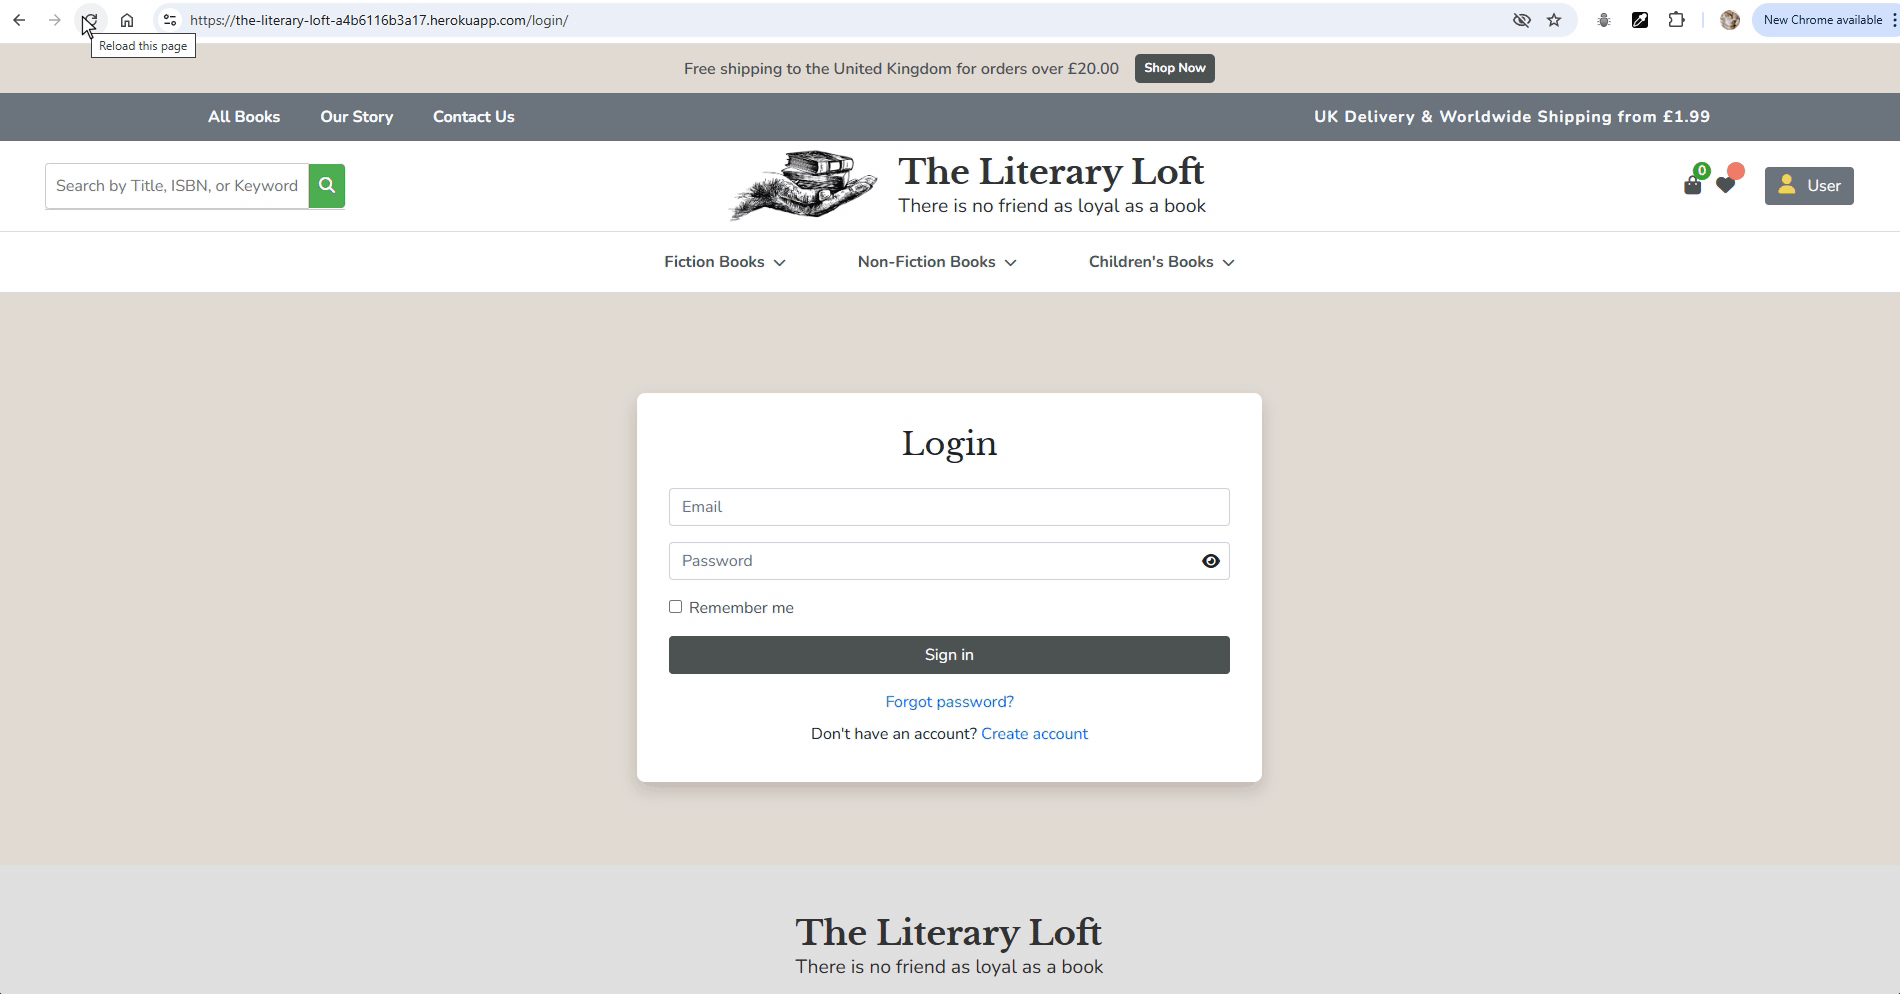 https://the-literary-loft-a4b6116b3a17.herokuapp.com/login/
New Chrome available
Reload this page
Free shipping to the United Kingdom for orders over £20.00
Shop Now
All Books
Our Story
Contact Us
UK Delivery & Worldwide Shipping from £1.99
Search by Title, ISBN, or Keyword
The Literary Loft
There is no friend as loyal as a book
0
User
Fiction Books
Non-Fiction Books
Children's Books
Login
Email
Password
Remember me
Sign in
Forgot password?
Don't have an account? Create account
The Literary Loft
There is no friend as loyal as a book